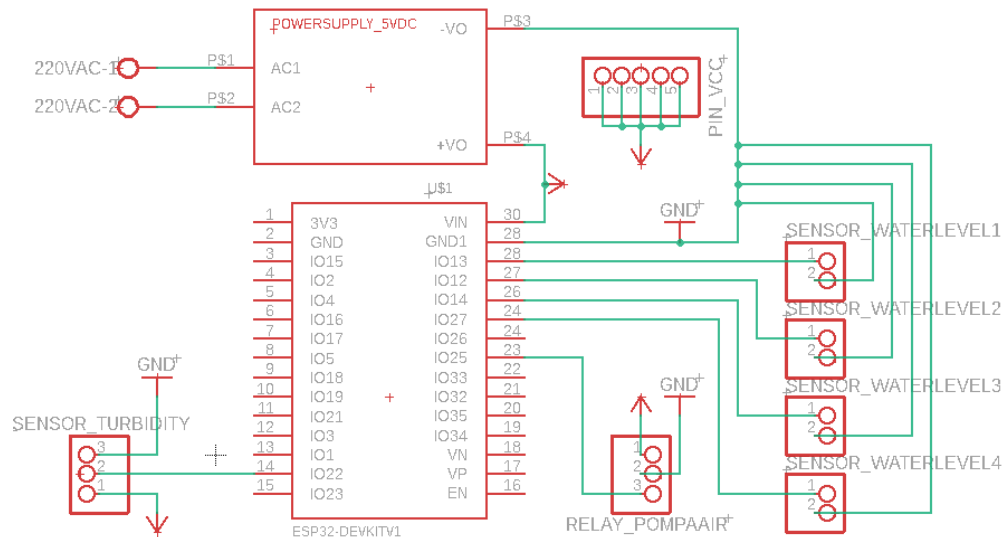 POWERSUPPLY_5VDC
220VAC-1
P$1
AC1
-VO
P$3
220VAC-2
P$2
AC2
+VO
P$4
1
2
3
4
5
PIN_VCC
U$1
1 3V3 VIN 30
2 GND GND1 28
3 IO15 IO13 28
4 IO2 IO12 27
5 IO4 IO14 26
6 IO16 IO27 24
7 IO17 IO26 24
8 IO5 IO25 23
9 IO18 IO33 22
10 IO19 IO32 21
11 IO21 IO35 20
12 IO3 IO34 19
13 IO1 VN 18
14 IO22 VP 17
15 IO23 EN 16
ESP32-DEVKITV1
GND
SENSOR_TURBIDITY
3
2
1
GND
GND
1
2
3
RELAY_POMPAAIR
SENSOR_WATERLEVEL1
1
2
SENSOR_WATERLEVEL2
1
2
SENSOR_WATERLEVEL3
1
2
SENSOR_WATERLEVEL4
1
2